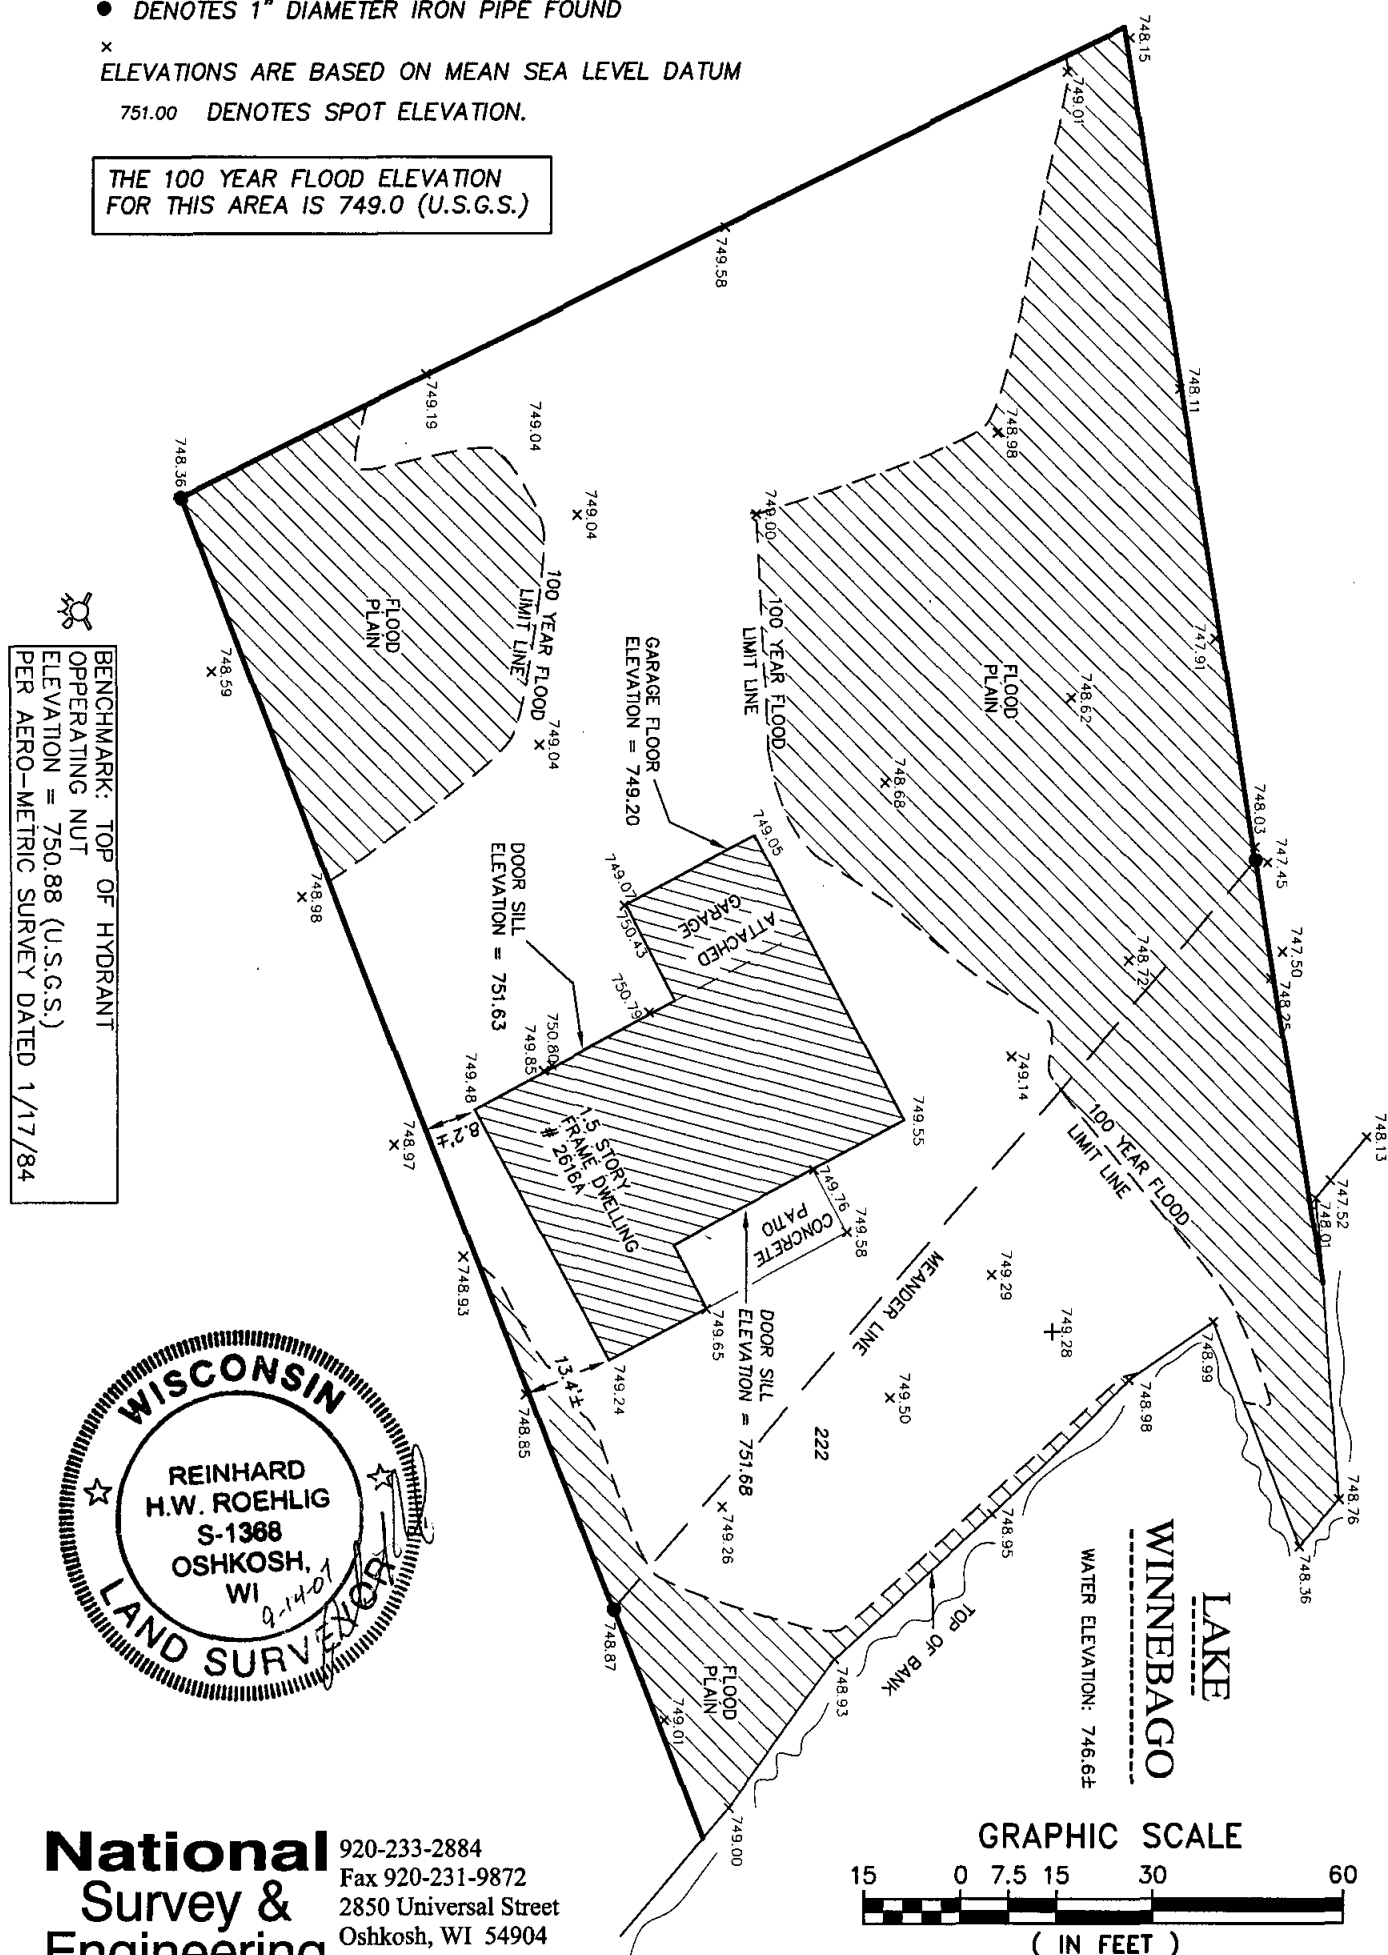 ● DENOTES 1" DIAMETER IRON PIPE FOUND
×
ELEVATIONS ARE BASED ON MEAN SEA LEVEL DATUM
751.00 DENOTES SPOT ELEVATION.
THE 100 YEAR FLOOD ELEVATION
FOR THIS AREA IS 749.0 (U.S.G.S.)
748.15
749.01
749.58
748.11
749.19
749.04
748.98
748.36
749.04
749.00
100 YEAR FLOOD
LIMIT LINE
100 YEAR FLOOD
LIMIT LINE
FLOOD
PLAIN
FLOOD
PLAIN
747.91
748.62
748.59
749.04
748.68
GARAGE FLOOR
ELEVATION = 749.20
748.03
747.45
749.05
749.07
750.43
ATTACHED
GARAGE
748.98
DOOR SILL
ELEVATION = 751.63
748.72
747.50
748.25
750.79
750.80
749.85
749.14
749.48
749.55
8.2'±
748.97
1.5 STORY
FRAME DWELLING
# 2616A
100 YEAR FLOOD
LIMIT LINE
748.13
747.52
748.01
749.76
749.58
CONCRETE
PATIO
MEANDER LINE
749.29
749.28
748.93
749.65
748.99
749.24
13.4'±
DOOR SILL
ELEVATION = 751.68
749.50
748.98
748.85
222
749.26
748.95
748.76
748.36
748.87
TOP OF BANK
LAKE
WINNEBAGO
WATER ELEVATION: 746.6±
FLOOD
PLAIN
748.93
749.01
749.00
BENCHMARK: TOP OF HYDRANT
OPPERATING NUT
ELEVATION = 750.88 (U.S.G.S.)
PER AERO-METRIC SURVEY DATED 1/17/84
WISCONSIN
REINHARD
H.W. ROEHLIG
S-1368
OSHKOSH,
WI
9-14-07
LAND SURVEYOR
National
Survey &
Engineering
920-233-2884
Fax 920-231-9872
2850 Universal Street
Oshkosh, WI 54904
GRAPHIC SCALE
15 0 7.5 15 30 60
( IN FEET )